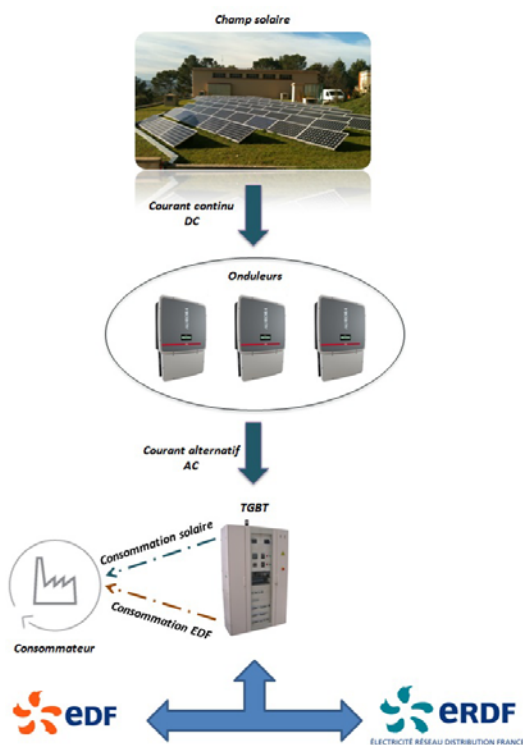 Champ solaire
Courant continu
DC
Onduleurs
Courant alternatif
AC
TGBT
Consommation solaire
Consommation EDF
Consommateur
eDF
eRDF
ÉLECTRICITÉ RÉSEAU DISTRIBUTION FRANCE